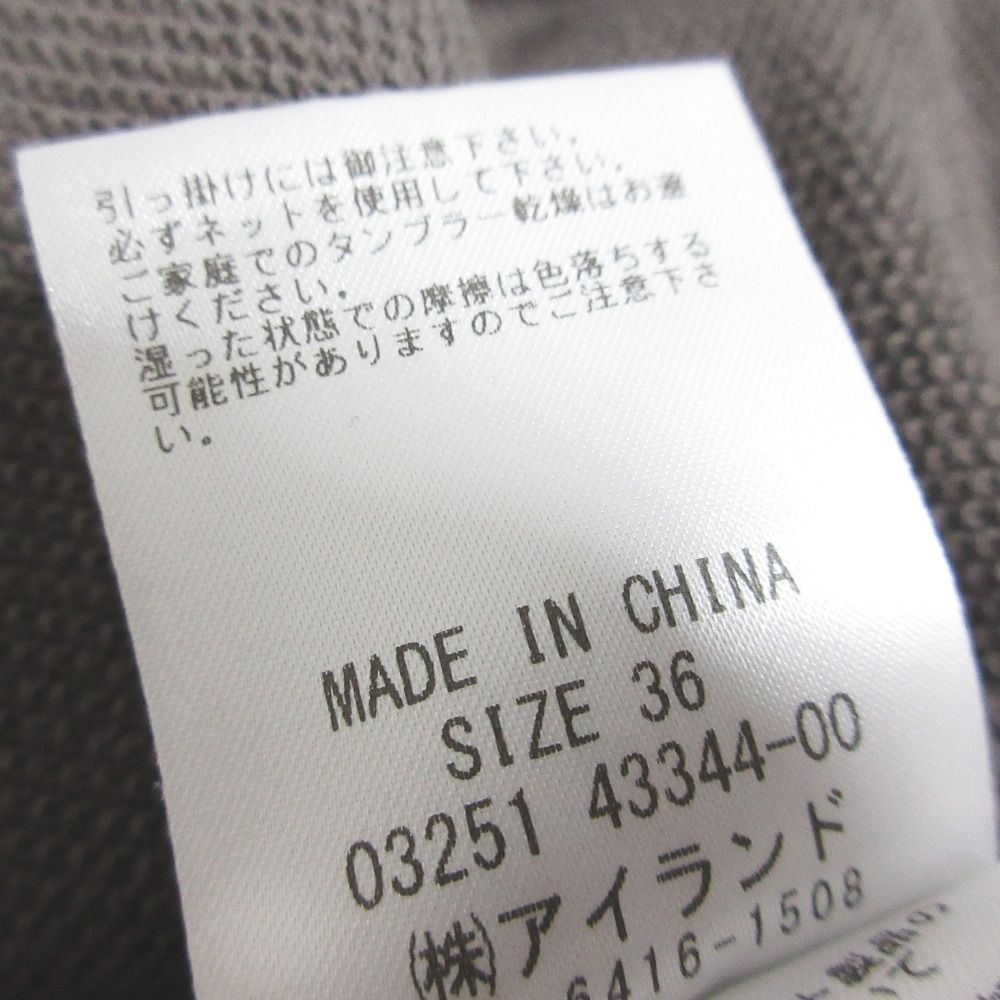 引っ掛けには御注意下さい.
必ずネットを使用して下さい.
ご家庭でのタンブラー乾燥はお避
けください.
湿った状態での摩擦は色落ちする
可能性がありますのでご注意下さ
い.
MADE IN CHINA
SIZE 36
03251 43344-00
(株)アイランド
6416-1508